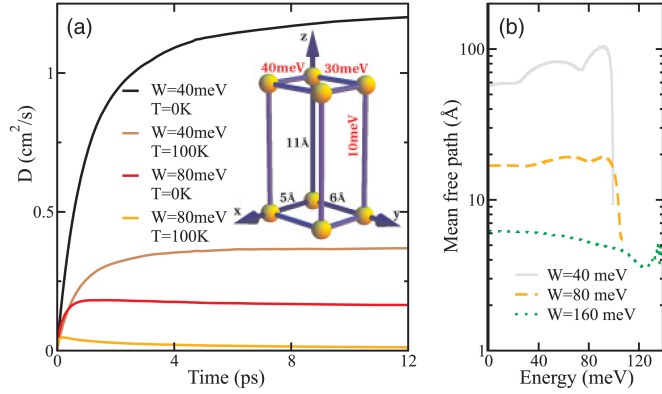 (a)
D (cm²/s)
1
0.5
0
0
4
8
12
Time (ps)
W=40meV
T=0K
W=40meV
T=100K
W=80meV
T=0K
W=80meV
T=100K
z
40meV
30meV
11Å
10meV
5Å
6Å
x
y
(b)
Mean free path (Å)
100
10
1
0
40
80
120
Energy (meV)
W=40 meV
W=80 meV
W=160 meV